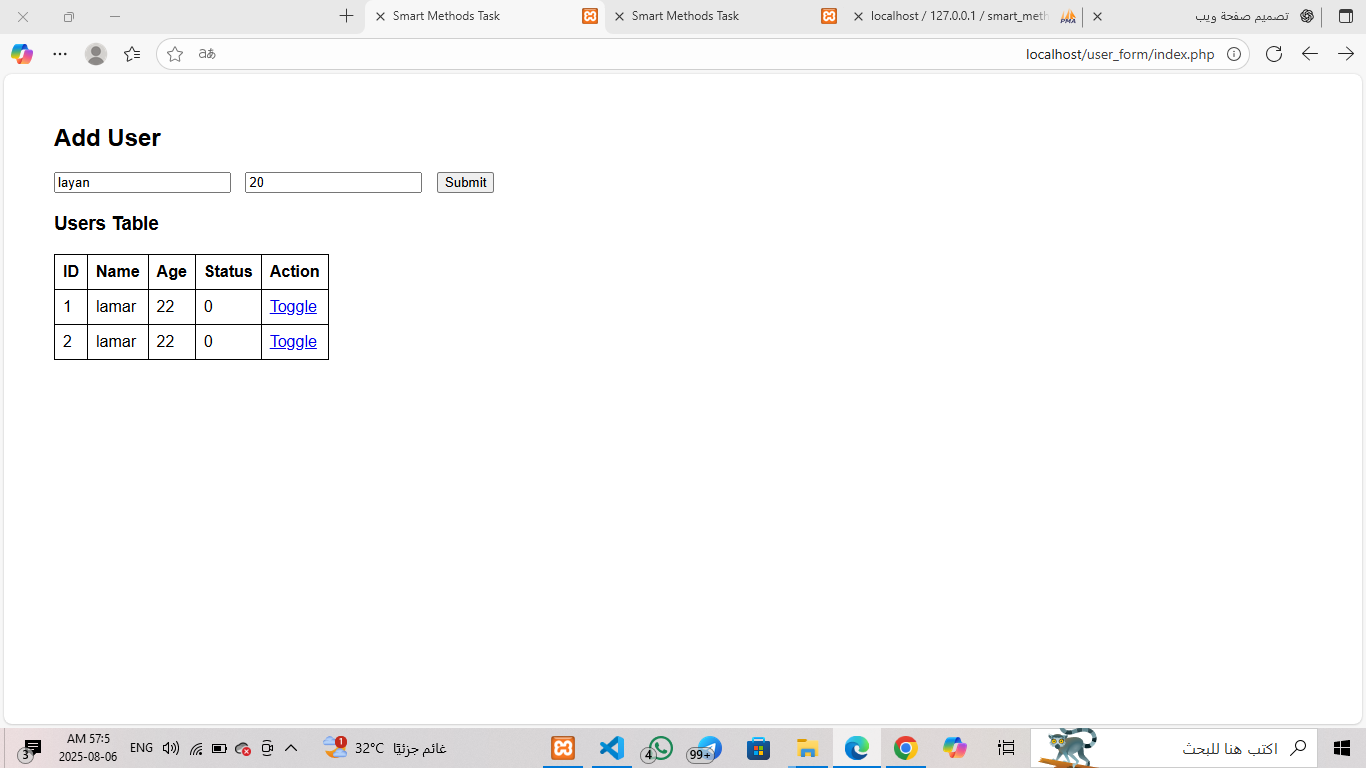 Smart Methods Task
Smart Methods Task
localhost / 127.0.0.1 / smart_meth
PMA
تصميم صفحة ويب
aあ
localhost/user_form/index.php
Add User
layan
20
Submit
Users Table
ID Name Age Status Action
1 lamar 22 0 Toggle
2 lamar 22 0 Toggle
3
AM 57:5
2025-08-06
ENG
1
32°C
غائم جزئيًا
4
99+
اكتب هنا للبحث